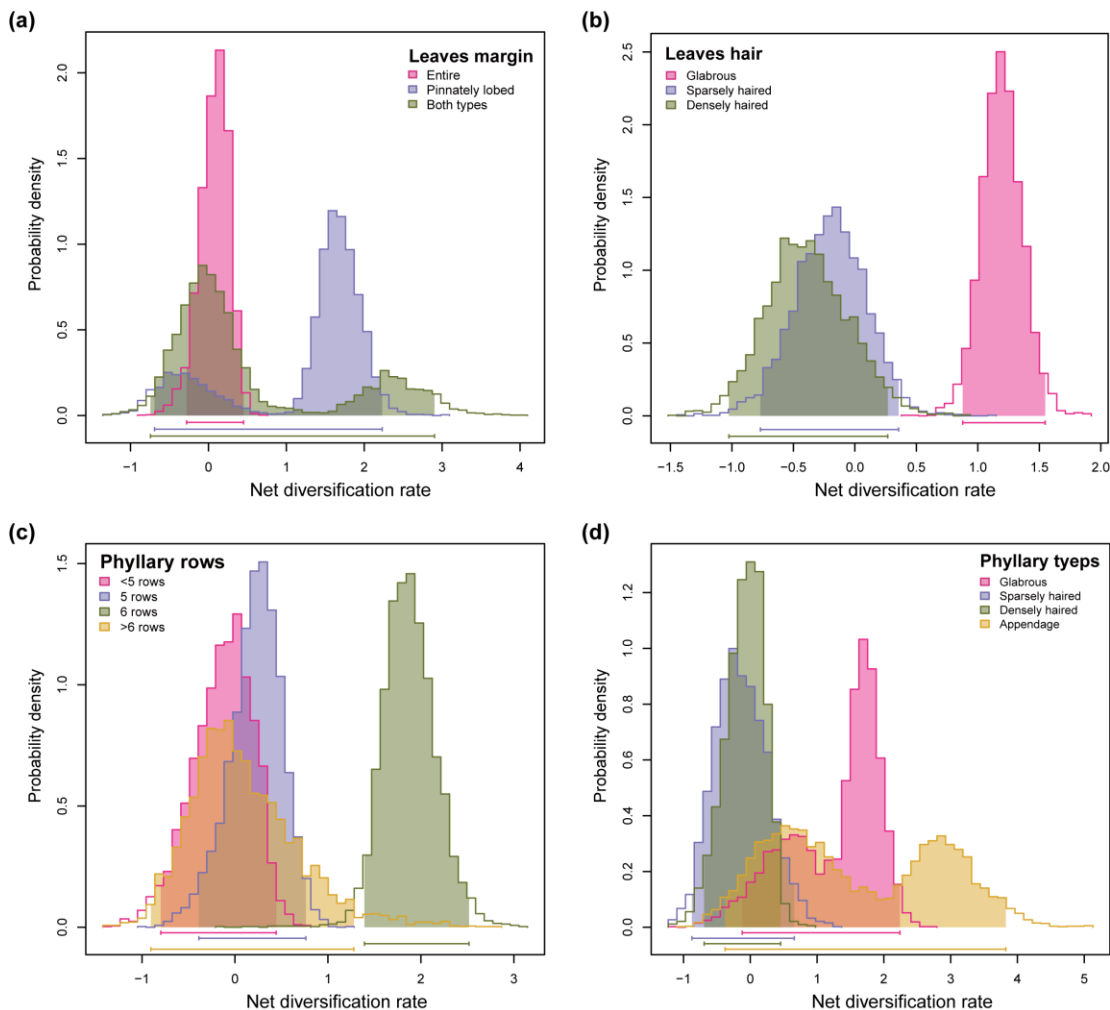 (a)
Leaves margin
Entire
Pinnately lobed
Both types
Probability density
0.0
0.5
1.0
1.5
2.0
−1
0
1
2
3
4
Net diversification rate
(b)
Leaves hair
Glabrous
Sparsely haired
Densely haired
Probability density
0.0
0.5
1.0
1.5
2.0
2.5
−1.5
−1.0
−0.5
0.0
0.5
1.0
1.5
2.0
Net diversification rate
(c)
Phyllary rows
<5 rows
5 rows
6 rows
>6 rows
Probability density
0.0
0.5
1.0
1.5
−1
0
1
2
3
Net diversification rate
(d)
Phyllary tyeps
Glabrous
Sparsely haired
Densely haired
Appendage
Probability density
0.0
0.2
0.4
0.6
0.8
1.0
1.2
−1
0
1
2
3
4
5
Net diversification rate